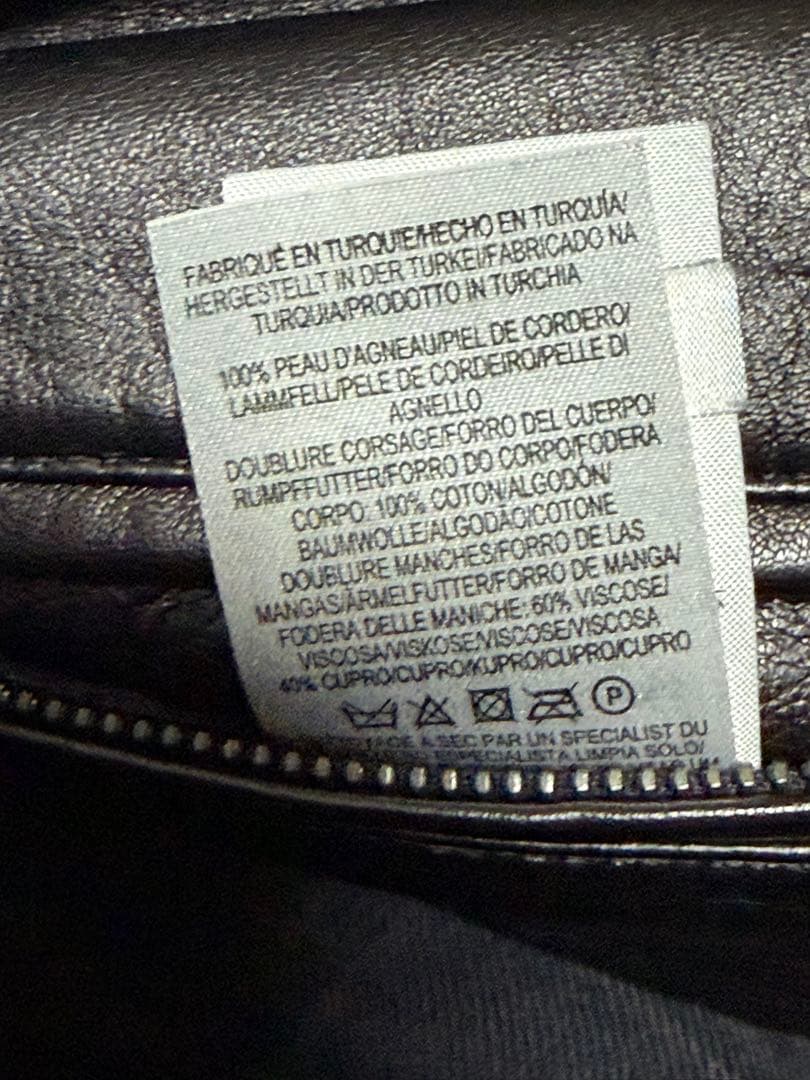 FABRIQUÉ EN TURQUIE/HECHO EN TURQUÍA/
HERGESTELLT IN DER TURKEI/FABRICADO NA
TURQUIA/PRODOTTO IN TURCHIA
100% PEAU D'AGNEAU/PIEL DE CORDERO/
LAMMFELL/PELE DE CORDEIRO/PELLE DI
AGNELLO
DOUBLURE CORSAGE/FORRO DEL CUERPO/
RUMPFFUTTER/FORRO DO CORPO/FODERA
CORPO: 100% COTON/ALGODÓN/
BAUMWOLLE/ALGODÃO/COTONE
DOUBLURE MANCHES/FORRO DE LAS
MANGAS/ÄRMELFUTTER/FORRO DE MANGA/
FODERA DELLE MANICHE: 60% VISCOSE/
VISCOSA/VISKOSE/VISCOSE/VISCOSA
40% CUPRO/CUPRO/KUPRO/CUPRO/CUPRO
P
A SEC PAR UN SPECIALIST DU
ESPECIALISTA LIMPIA SOLO/